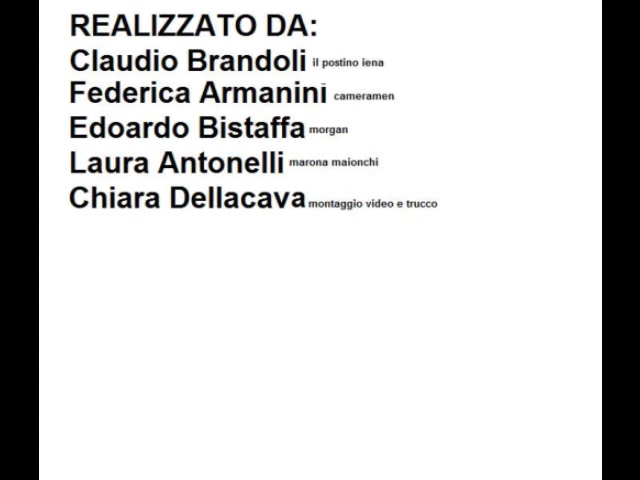 REALIZZATO DA:
Claudio Brandoli il postino iena
Federica Armanini cameramen
Edoardo Bistaffa morgan
Laura Antonelli marona maionchi
Chiara Dellacava montaggio video e trucco